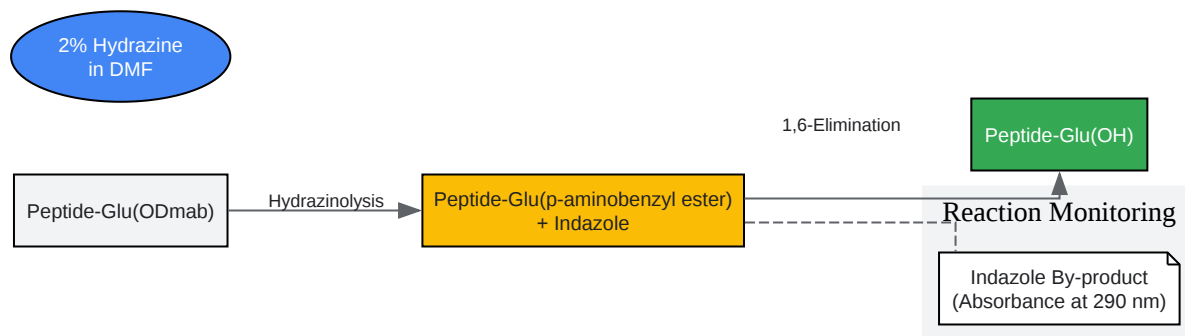 2% Hydrazine
in DMF
1,6-Elimination
Peptide-Glu(OH)
Peptide-Glu(ODmab)
Hydrazinolysis
Peptide-Glu(p-aminobenzyl ester)
+ Indazole
Reaction Monitoring
Indazole By-product
(Absorbance at 290 nm)